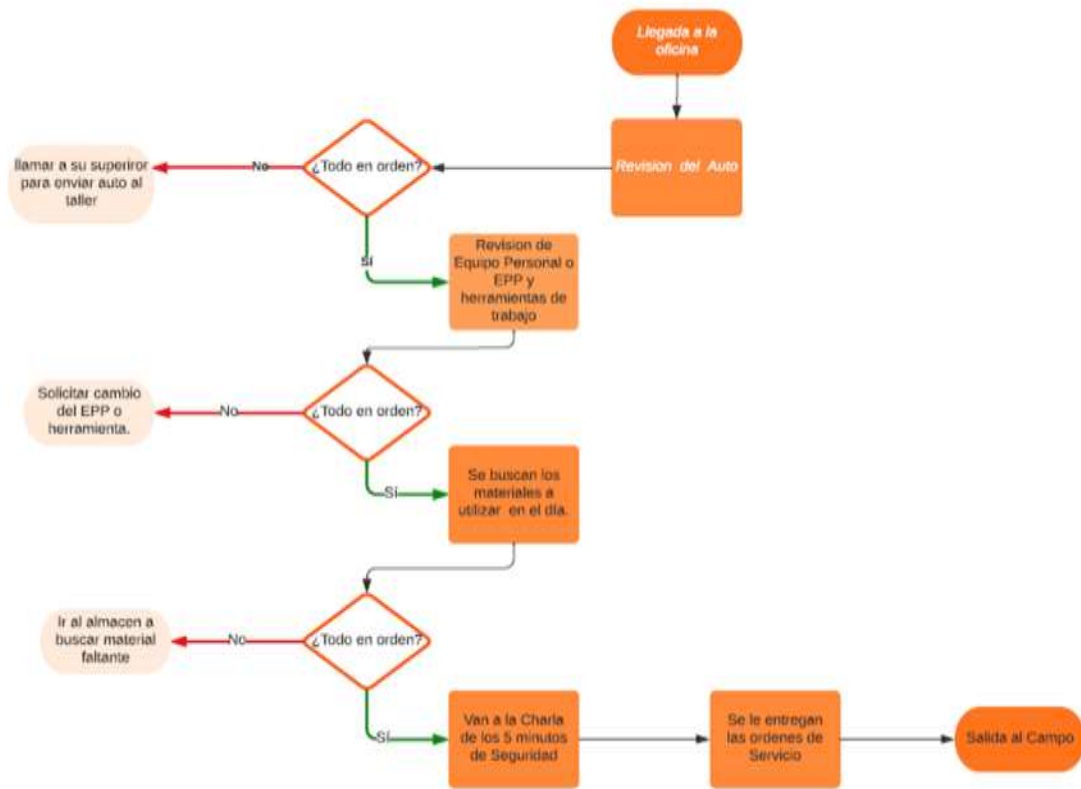 Llegada a la
oficina
Revision del Auto
¿Todo en orden?
No
llamar a su superiror
para enviar auto al
taller
Sí
Revision de
Equipo Personal o
EPP y
herramientas de
trabajo
¿Todo en orden?
No
Solicitar cambio
del EPP o
herramienta.
Sí
Se buscan los
materiales a
utilizar en el día.
¿Todo en orden?
No
Ir al almacen a
buscar material
faltante
Sí
Van a la Charla
de los 5 minutos
de Seguridad
Se le entregan
las ordenes de
Servicio
Salida al Campo